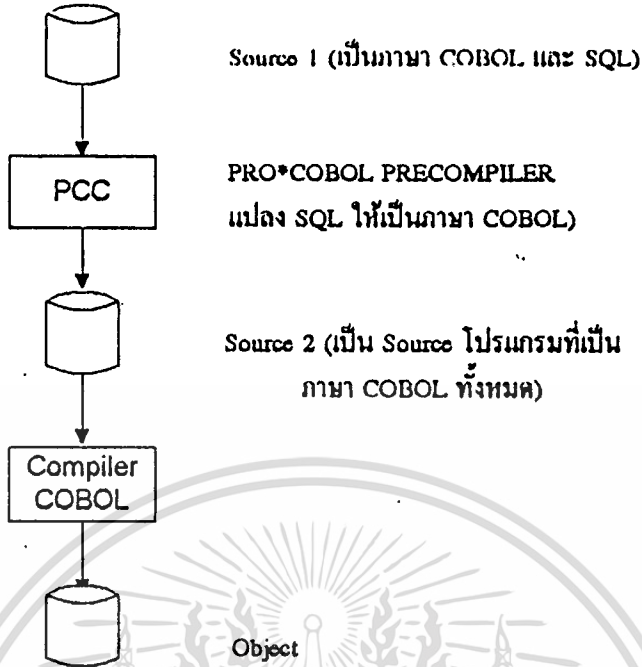 Source 1 (เป็นภาษา COBOL และ SQL)
PCC
PRO*COBOL PRECOMPILER
แปลง SQL ให้เป็นภาษา COBOL)
Source 2 (เป็น Source โปรแกรมที่เป็น
ภาษา COBOL ทั้งหมด)
Compiler
COBOL
Object